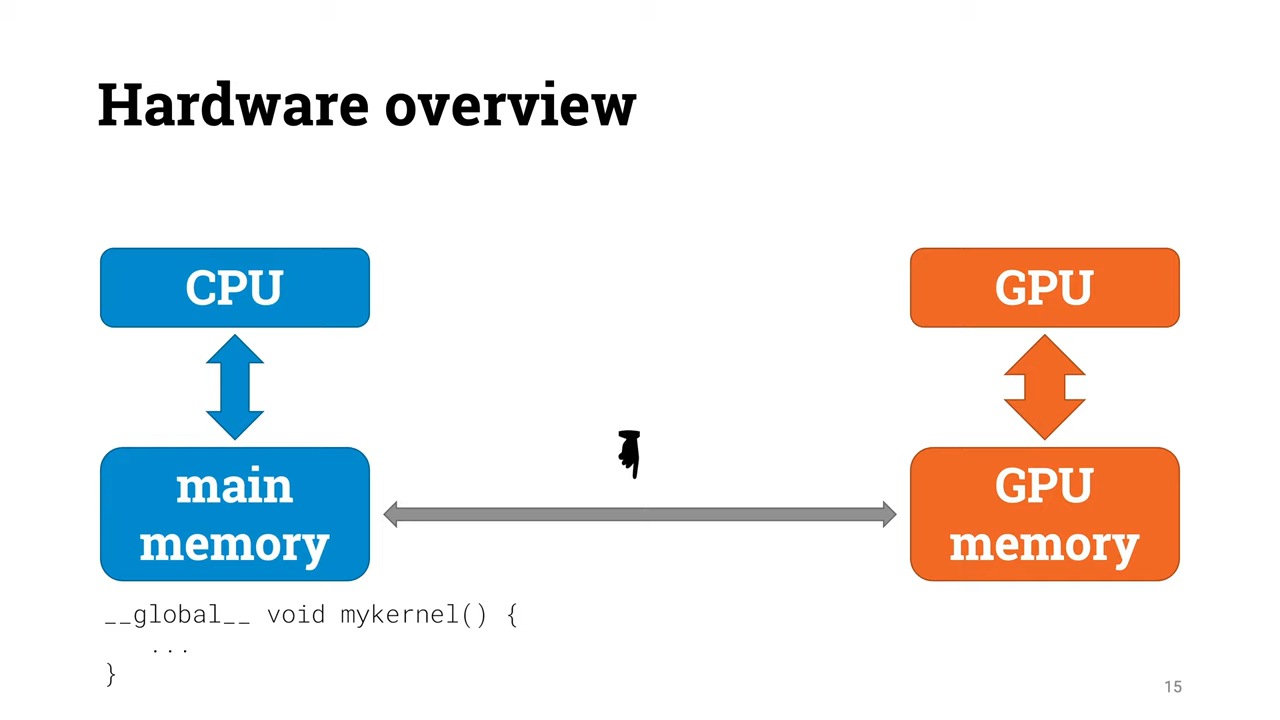 Hardware overview
CPU
GPU
main
memory
GPU
memory
__global__ void mykernel() {
   ...
}
15